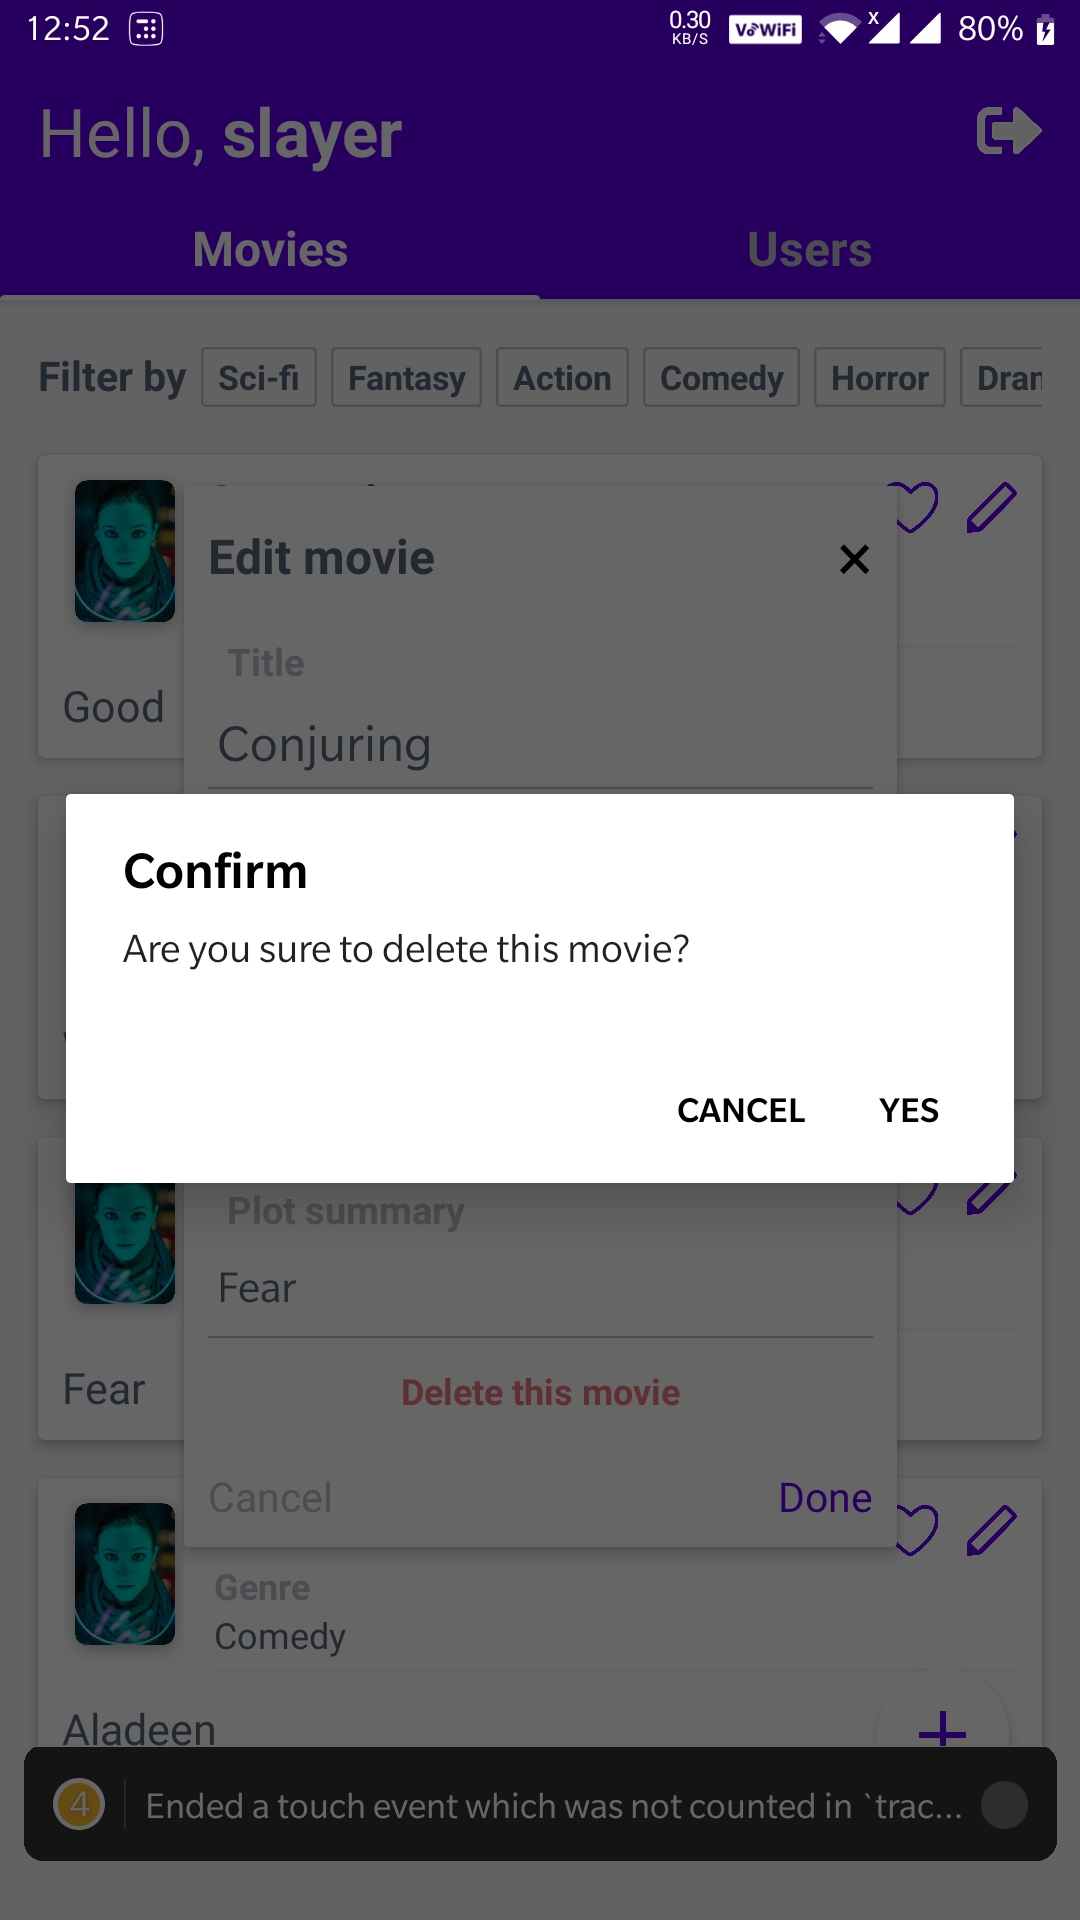 12:52
0.30
KB/S
VoWiFi
x
80%
Hello, slayer
Movies
Users
Filter by
Sci-fi
Fantasy
Action
Comedy
Horror
Edit movie
Title
Good
Conjuring
Confirm
Are you sure to delete this movie?
CANCEL
YES
Plot summary
Fear
Fear
Delete this movie
Cancel
Done
Genre
Comedy
Aladeen
4
Ended a touch event which was not counted in `trac...